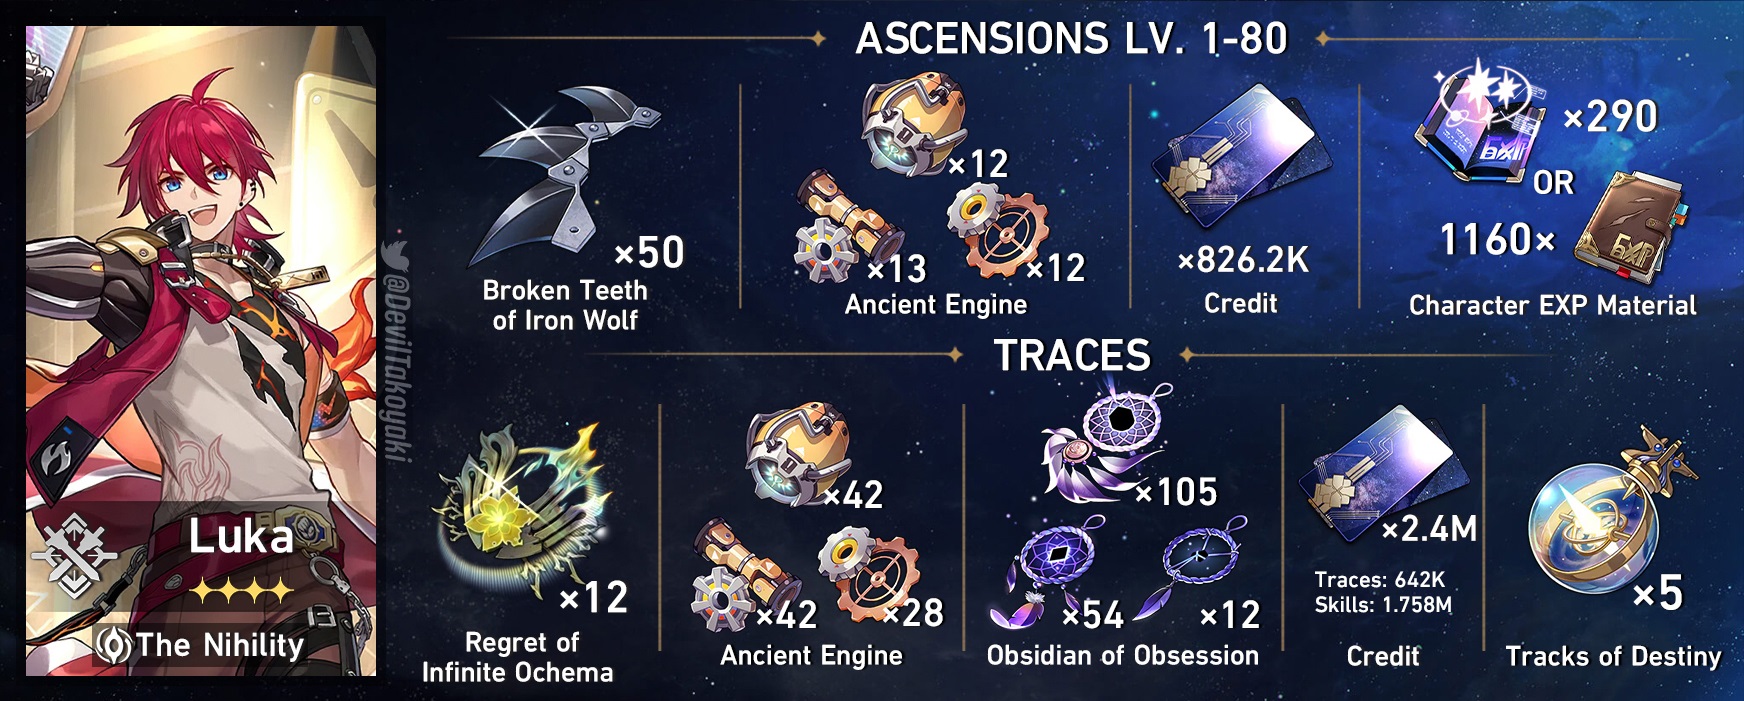 ASCENSIONS LV. 1-80
×50
Broken Teeth
of Iron Wolf
×12
×13
×12
Ancient Engine
×826.2K
Credit
EXP
×290
OR
1160×
EXP
Character EXP Material
@DevilTakoyaki
TRACES
×12
Regret of
Infinite Ochema
×42
×42
×28
Ancient Engine
×105
×54
×12
Obsidian of Obsession
×2.4M
Traces: 642K
Skills: 1.758M
Credit
×5
Tracks of Destiny
Luka
The Nihility